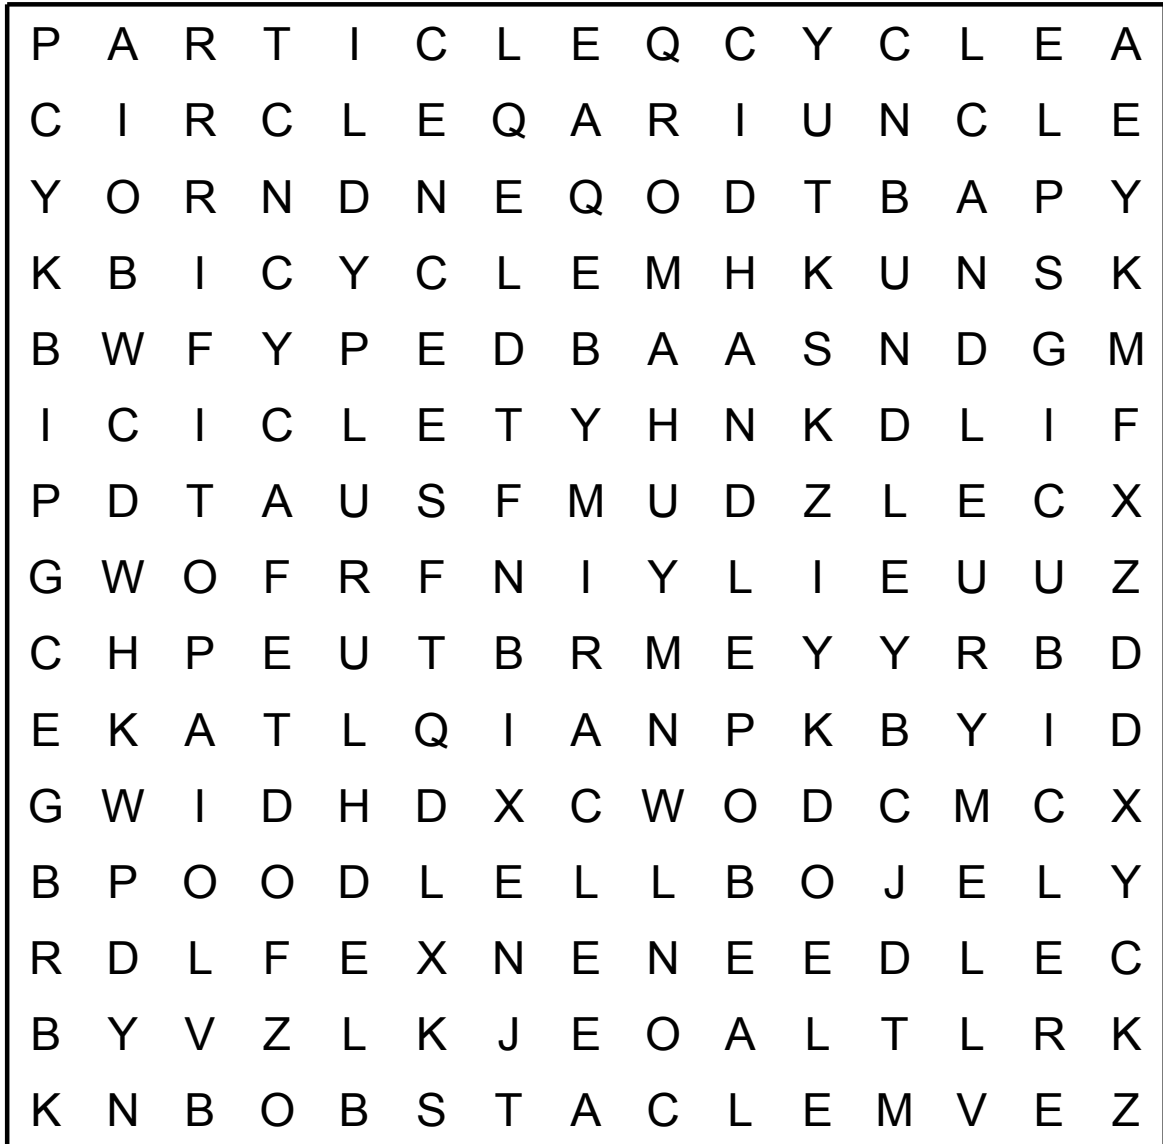 P A R T I C L E Q C Y C L E A
C I R C L E Q A R I U N C L E
Y O R N D N E Q O D T B A P Y
K B I C Y C L E M H K U N S K
B W F Y P E D B A A S N D G M
I C I C L E T Y H N K D L I F
P D T A U S F M U D Z L E C X
G W O F R F N I Y L I E U U Z
C H P E U T B R M E Y Y R B D
E K A T L Q I A N P K B Y I D
G W I D H D X C W O D C M C X
B P O O D L E L L B O J E L Y
R D L F E X N E N E E D L E C
B Y V Z L K J E O A L T L R K
K N B O B S T A C L E M V E Z